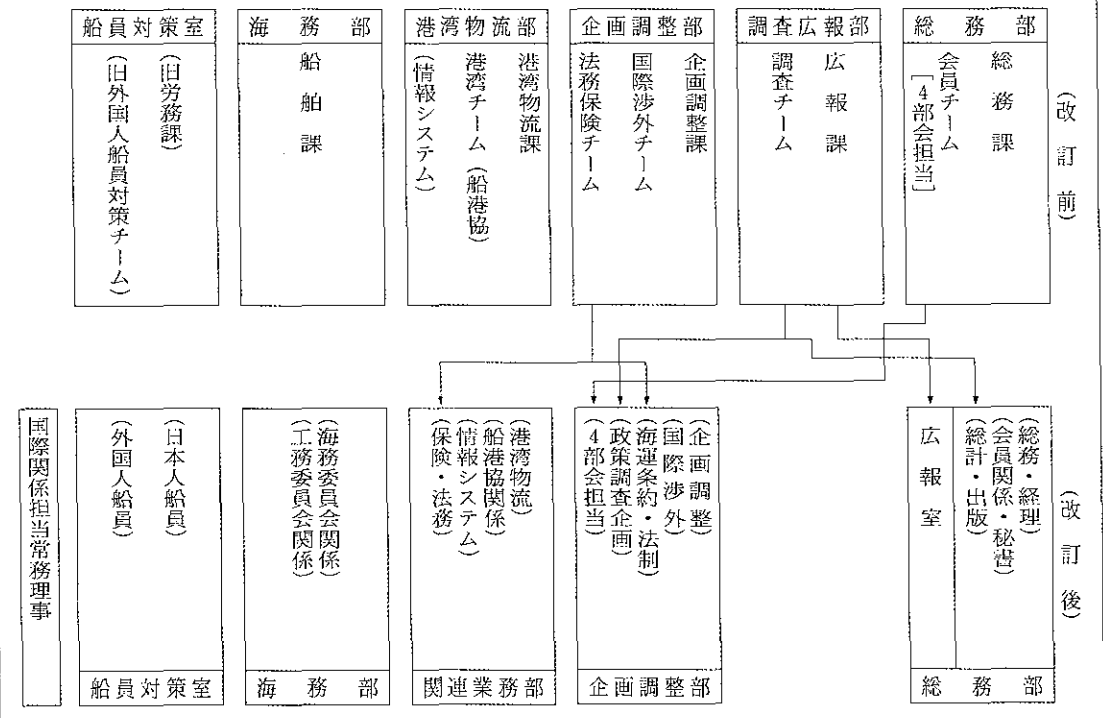 （改訂前）
総務部
総務課
会員チーム
［4部会担当］
調査広報部
広報課
調査チーム
企画調整部
企画調整課
国際渉外チーム
法務保険チーム
港湾物流部
港湾物流課
港湾チーム（船港協）
（情報システム）
海務部
船舶課
船員対策室
（旧労務課）
（旧外国人船員対策チーム）
（改訂後）
総務部
（総務・経理）
（会員関係・秘書）
（総計・出版）
広報室
企画調整部
（企画調整）
（国際渉外）
（海運条約・法制）
（政策調査企画）
（4部会担当）
関連業務部
（港湾物流）
（船港協関係）
（情報システム）
（保険・法務）
海務部
（海務委員会関係）
（工務委員会関係）
船員対策室
（日本人船員）
（外国人船員）
国際関係担当常務理事